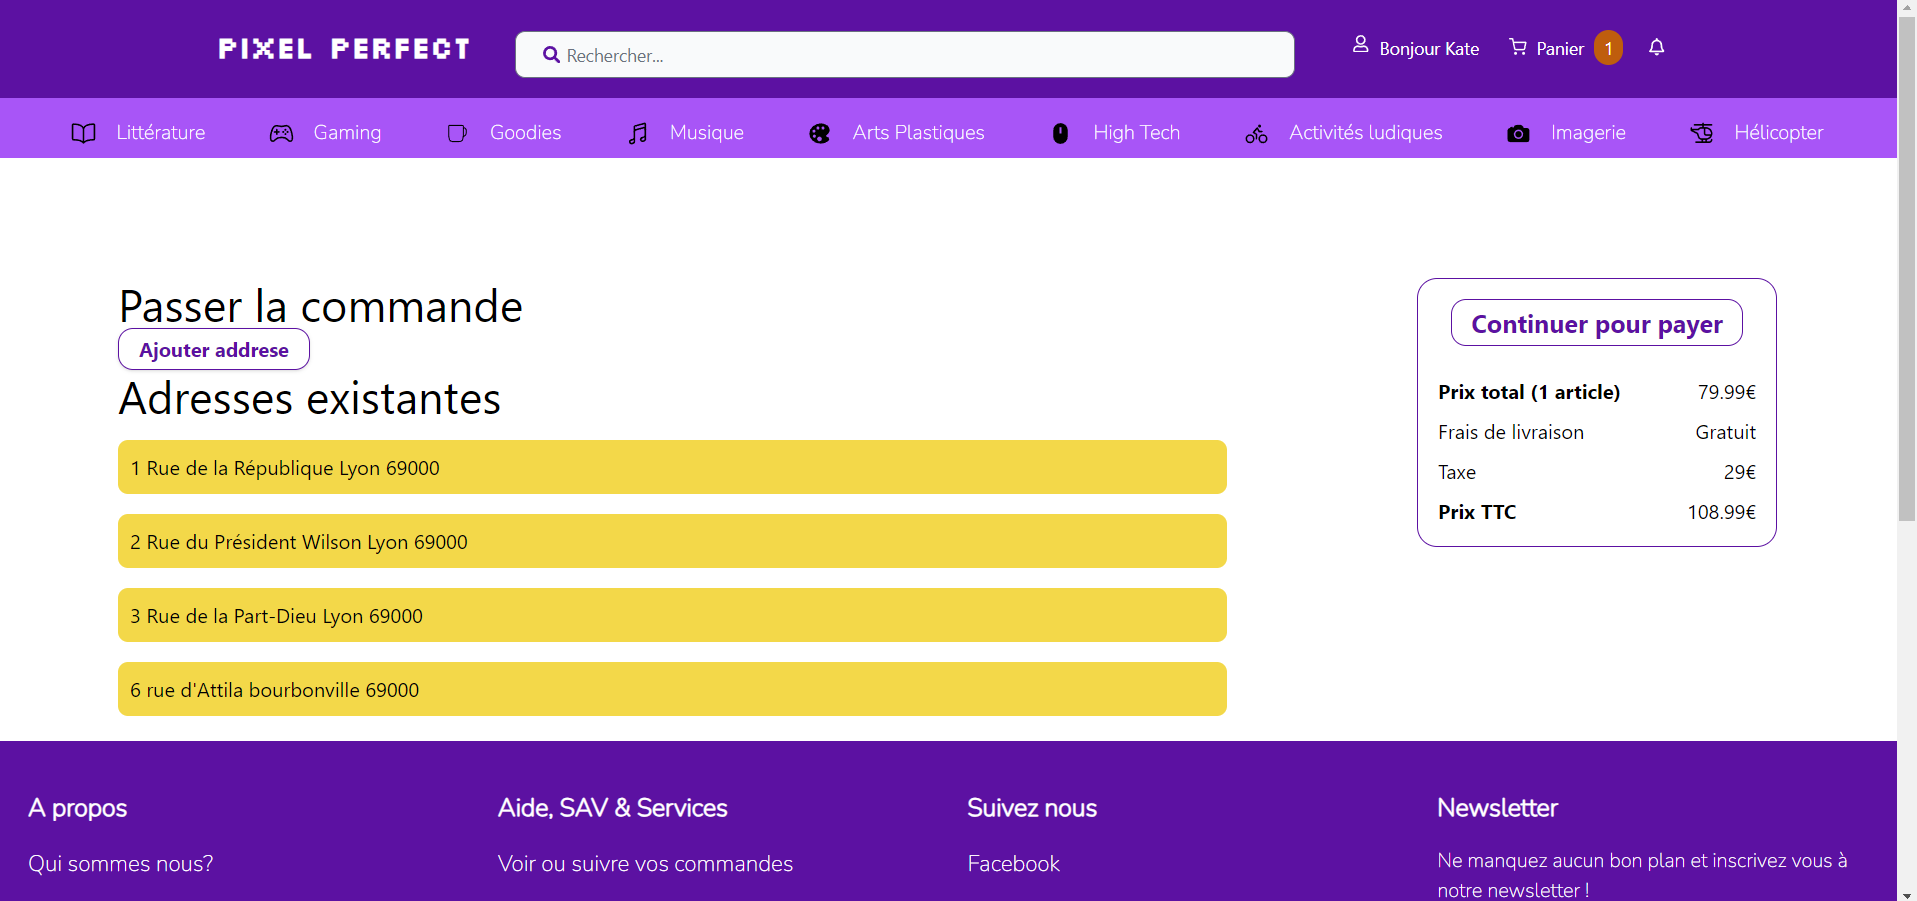 PIXEL PERFECT
Rechercher...
Bonjour Kate
Panier 1
Littérature
Gaming
Goodies
Musique
Arts Plastiques
High Tech
Activités ludiques
Imagerie
Hélicopter
Passer la commande
Ajouter addrese
Adresses existantes
1 Rue de la République Lyon 69000
2 Rue du Président Wilson Lyon 69000
3 Rue de la Part-Dieu Lyon 69000
6 rue d'Attila bourbonville 69000
Continuer pour payer
Prix total (1 article) 79.99€
Frais de livraison Gratuit
Taxe 29€
Prix TTC 108.99€
A propos
Qui sommes nous?
Aide, SAV & Services
Voir ou suivre vos commandes
Suivez nous
Facebook
Newsletter
Ne manquez aucun bon plan et inscrivez vous à
notre newsletter !